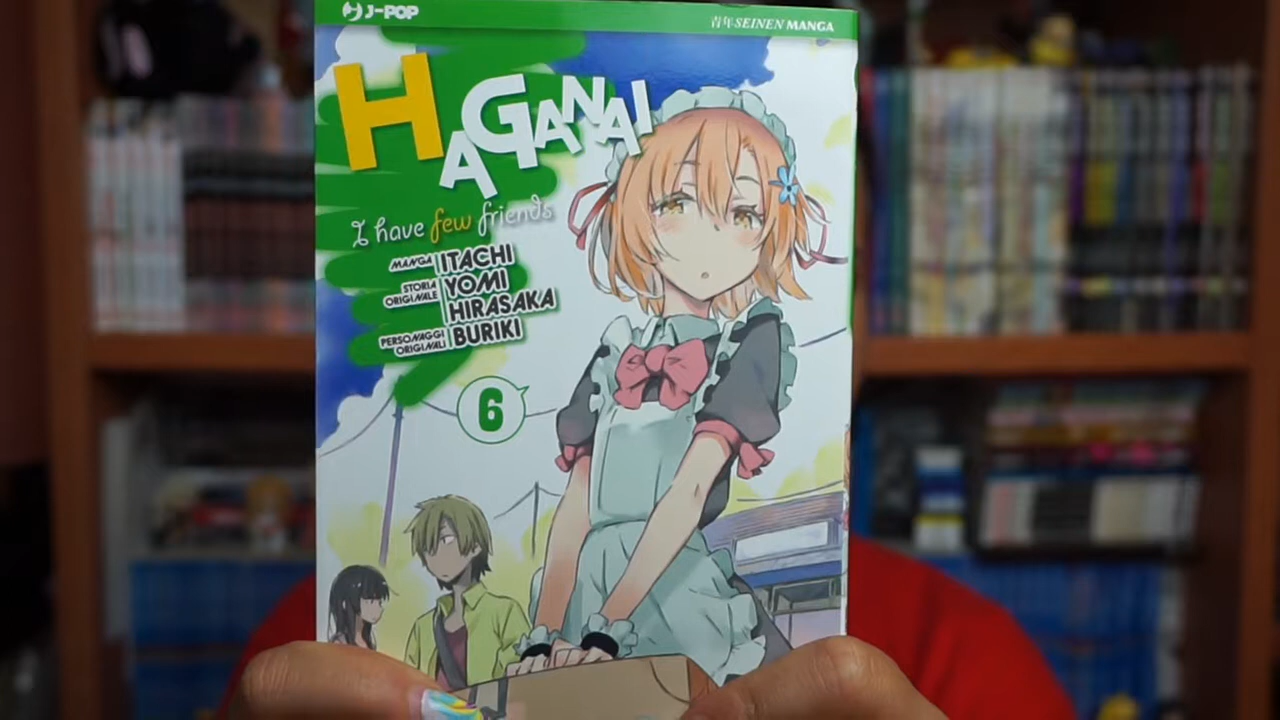 J-POP
青年 SEINEN MANGA
HAGANAI
I have few friends
MANGA ITACHI
STORIA ORIGINALE YOMI HIRASAKA
PERSONAGGI ORIGINALI BURIKI
6